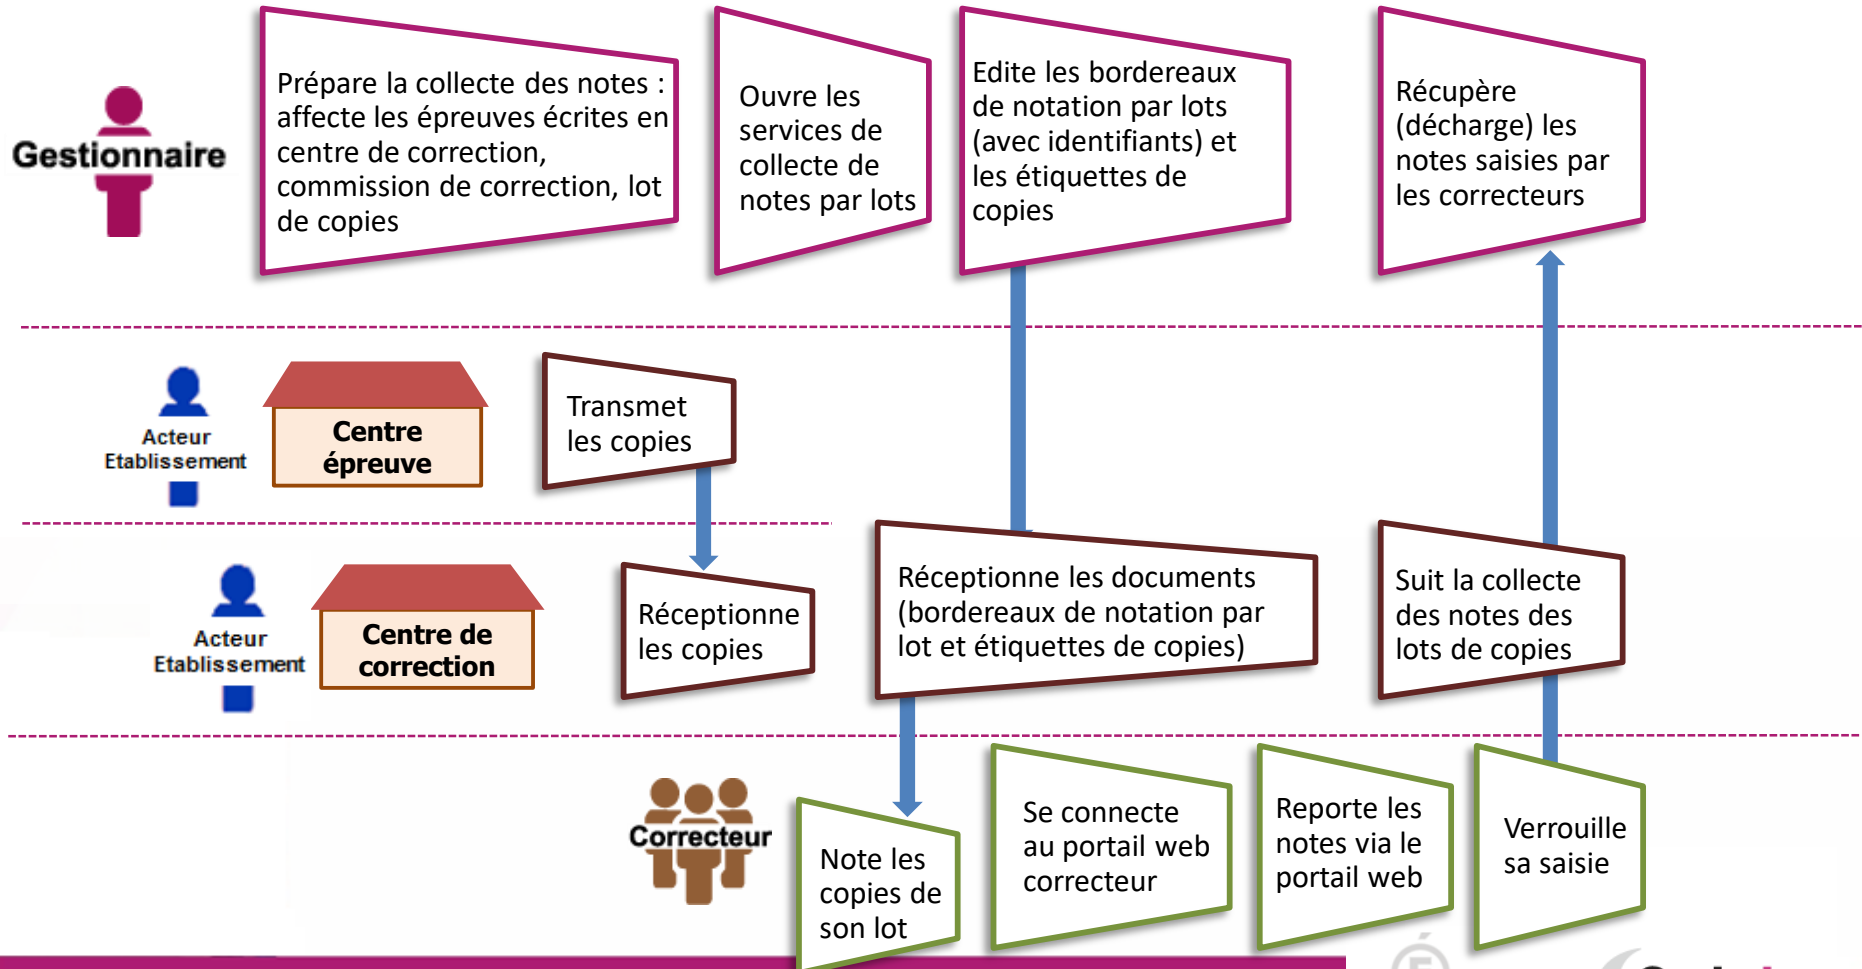 Gestionnaire
Prépare la collecte des notes :
affecte les épreuves écrites en
centre de correction,
commission de correction, lot
de copies
Ouvre les
services de
collecte de
notes par lots
Edite les bordereaux
de notation par lots
(avec identifiants) et
les étiquettes de
copies
Récupère
(décharge) les
notes saisies par
les correcteurs
Acteur
Etablissement
Centre
épreuve
Transmet
les copies
Acteur
Etablissement
Centre de
correction
Réceptionne
les copies
Réceptionne les documents
(bordereaux de notation par
lot et étiquettes de copies)
Suit la collecte
des notes des
lots de copies
Correcteur
Note les
copies de
son lot
Se connecte
au portail web
correcteur
Reporte les
notes via le
portail web
Verrouille
sa saisie